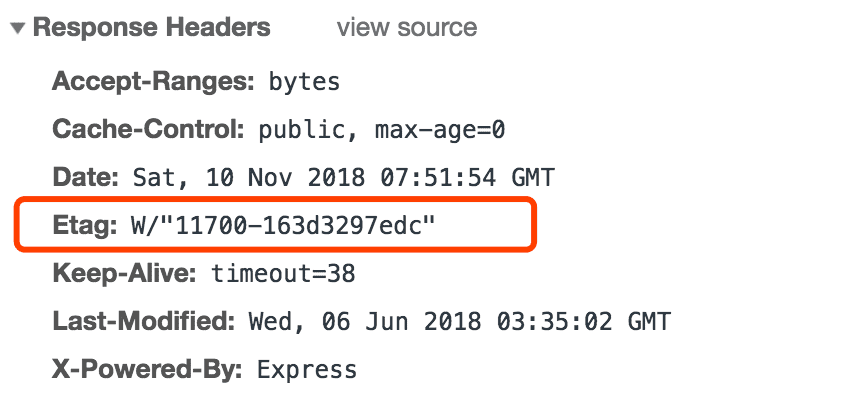 Response Headers view source
Accept-Ranges: bytes
Cache-Control: public, max-age=0
Date: Sat, 10 Nov 2018 07:51:54 GMT
Etag: W/"11700-163d3297edc"
Keep-Alive: timeout=38
Last-Modified: Wed, 06 Jun 2018 03:35:02 GMT
X-Powered-By: Express